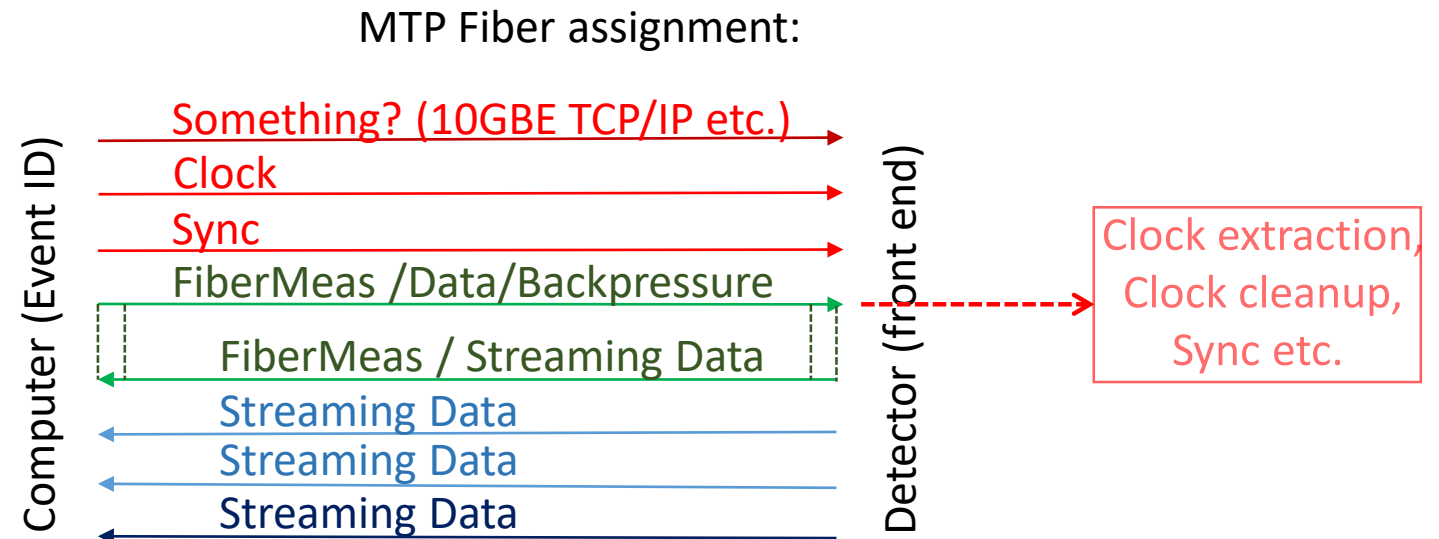 MTP Fiber assignment:
Computer (Event ID)
Something? (10GBE TCP/IP etc.)
Clock
Sync
FiberMeas /Data/Backpressure
FiberMeas / Streaming Data
Streaming Data
Streaming Data
Streaming Data
Detector (front end)
Clock extraction,
Clock cleanup,
Sync etc.